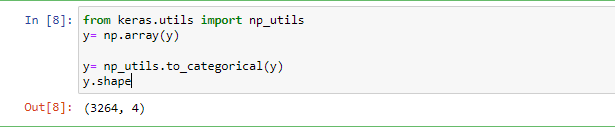 In [8]: from keras.utils import np_utils
y= np.array(y)
y= np_utils.to_categorical(y)
y.shape
Out[8]: (3264, 4)